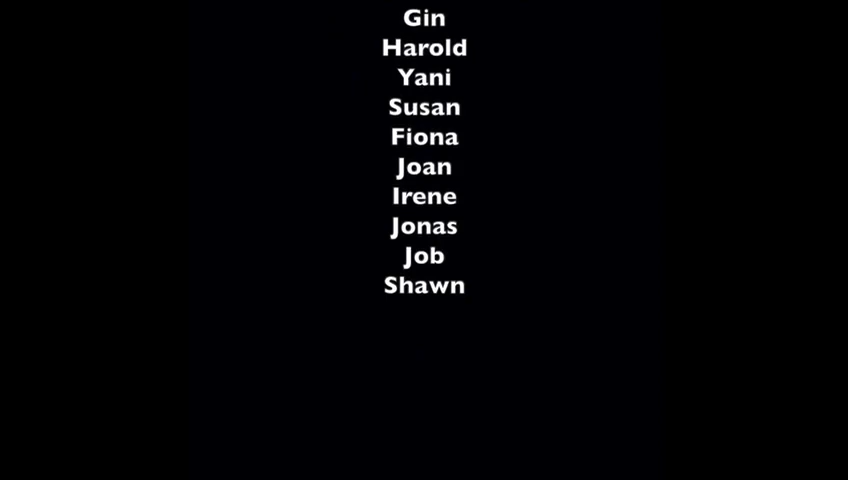 Gin
Harold
Yani
Susan
Fiona
Joan
Irene
Jonas
Job
Shawn